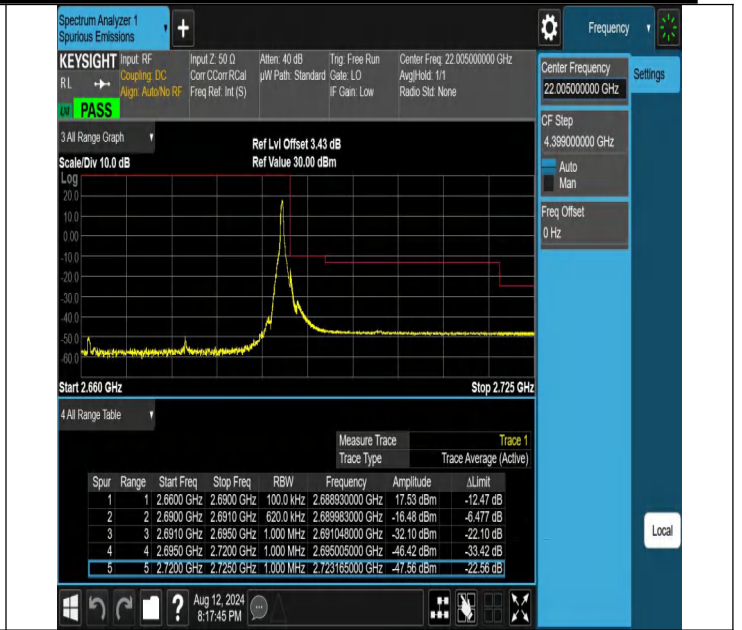 Spectrum Analyzer 1
Spurious Emissions
Frequency
KEYSIGHT Input: RF Input Z: 50 Ω Atten: 40 dB Trig: Free Run Center Freq: 22.005000000 GHz
R L Coupling: DC Corr CCorr RCal µW Path: Standard Gate: LO Avg|Hold: 1/1
Align: Auto/No RF Freq Ref: Int (S) IF Gain: Low Radio Std: None
PASS
Center Frequency
22.005000000 GHz
Settings
CF Step
4.399000000 GHz
Auto
Man
Freq Offset
0 Hz
3 All Range Graph
Ref Lvl Offset 3.43 dB
Scale/Div 10.0 dB Ref Value 30.00 dBm
Log
20.0
10.0
0.00
-10.0
-20.0
-30.0
-40.0
-50.0
-60.0
Start 2.660 GHz Stop 2.725 GHz
4 All Range Table
Measure Trace Trace 1
Trace Type Trace Average (Active)
Spur Range Start Freq Stop Freq RBW Frequency Amplitude ΔLimit
1 1 2.6600 GHz 2.6900 GHz 100.0 kHz 2.688930000 GHz 17.53 dBm -12.47 dB
2 2 2.6900 GHz 2.6910 GHz 620.0 kHz 2.689983000 GHz -16.48 dBm -6.477 dB
3 3 2.6910 GHz 2.6950 GHz 1.000 MHz 2.691048000 GHz -32.10 dBm -22.10 dB
4 4 2.6950 GHz 2.7200 GHz 1.000 MHz 2.695005000 GHz -46.42 dBm -33.42 dB
5 5 2.7200 GHz 2.7250 GHz 1.000 MHz 2.723165000 GHz -47.56 dBm -22.56 dB
Local
Aug 12, 2024
8:17:45 PM